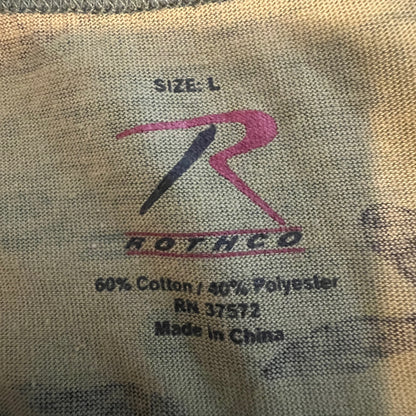 SIZE: L
ROTHCO
60% Cotton / 40% Polyester
RN 37572
Made in China